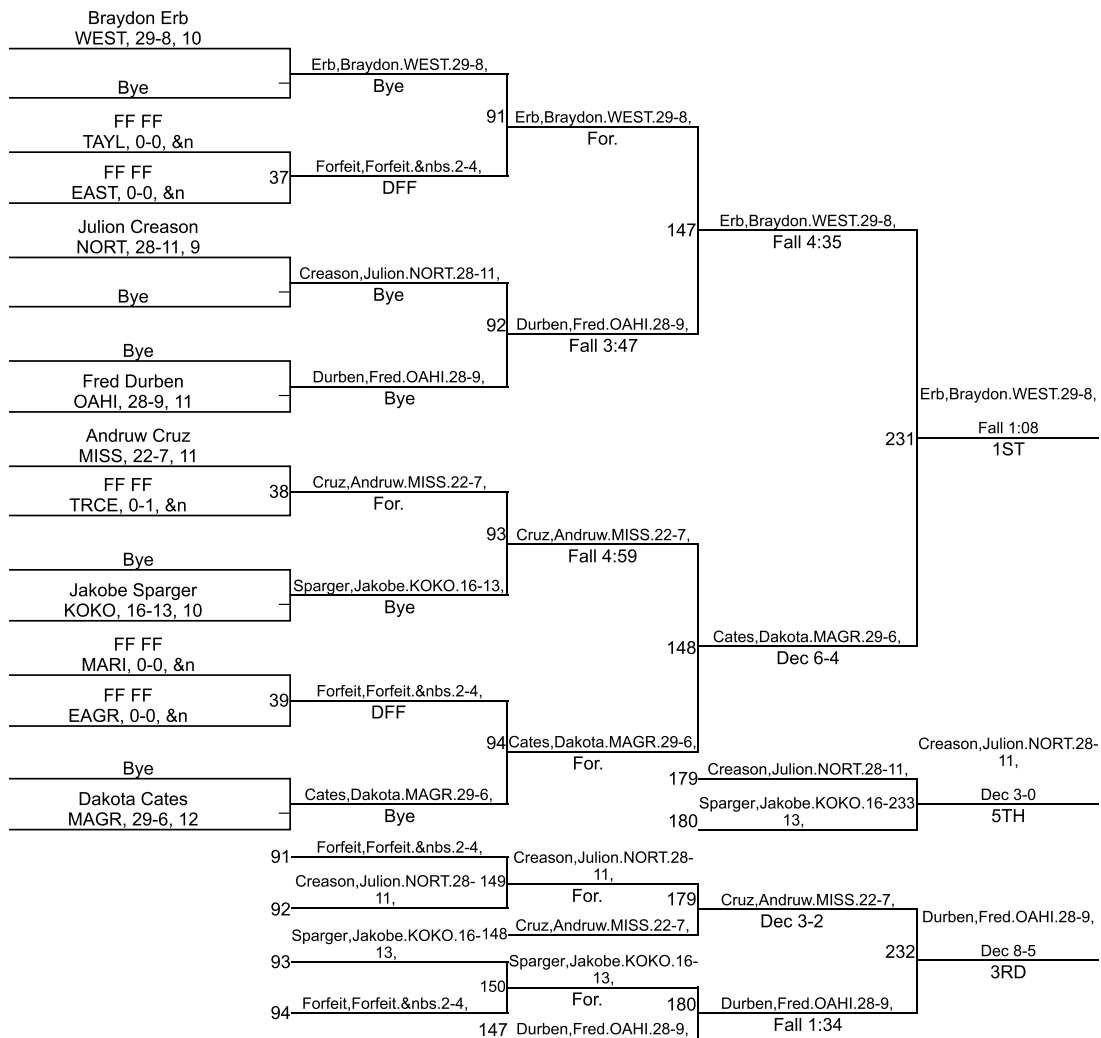 Braydon Erb
WEST, 29-8, 10
Bye
FF FF
TAYL, 0-0, &n
FF FF
EAST, 0-0, &n
37
Julion Creason
NORT, 28-11, 9
Bye
Bye
Fred Durben
OAHI, 28-9, 11
Andruw Cruz
MISS, 22-7, 11
FF FF
TRCE, 0-1, &n
38
Bye
Jakobe Sparger
KOKO, 16-13, 10
FF FF
MARI, 0-0, &n
FF FF
EAGR, 0-0, &n
39
Bye
Dakota Cates
MAGR, 29-6, 12
Erb,Braydon.WEST.29-8,
Bye
91
Forfeit,Forfeit.&nbs.2-4,
DFF
Creason,Julion.NORT.28-11,
Bye
92
Durben,Fred.OAHI.28-9,
Bye
Cruz,Andruw.MISS.22-7,
For.
93
Sparger,Jakobe.KOKO.16-13,
Bye
Forfeit,Forfeit.&nbs.2-4,
DFF
94
Cates,Dakota.MAGR.29-6,
Bye
Erb,Braydon.WEST.29-8,
For.
147
Durben,Fred.OAHI.28-9,
Fall 3:47
Cruz,Andruw.MISS.22-7,
Fall 4:59
148
Cates,Dakota.MAGR.29-6,
For.
Erb,Braydon.WEST.29-8,
Fall 4:35
231
Cates,Dakota.MAGR.29-6,
Dec 6-4
Erb,Braydon.WEST.29-8,
Fall 1:08
1ST
179
Creason,Julion.NORT.28-11,
180
Sparger,Jakobe.KOKO.16-233
13,
Creason,Julion.NORT.28-
11,
Dec 3-0
5TH
91
Forfeit,Forfeit.&nbs.2-4,
92
Creason,Julion.NORT.28-
11,
149
93
Sparger,Jakobe.KOKO.16-
13,
94
Forfeit,Forfeit.&nbs.2-4,
150
Creason,Julion.NORT.28-
11,
For.
179
148
Cruz,Andruw.MISS.22-7,
Sparger,Jakobe.KOKO.16-
13,
For.
180
147
Durben,Fred.OAHI.28-9,
Cruz,Andruw.MISS.22-7,
Dec 3-2
232
Durben,Fred.OAHI.28-9,
Fall 1:34
Durben,Fred.OAHI.28-9,
Dec 8-5
3RD